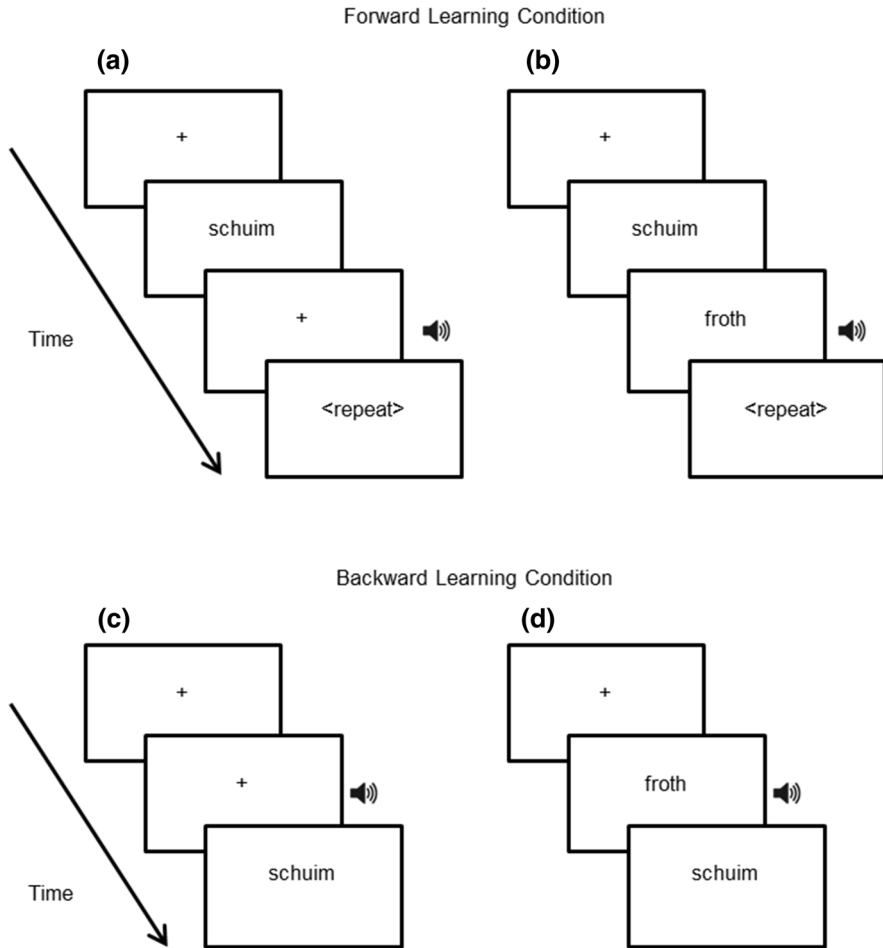 Forward Learning Condition
(a)
(b)
+
+
schuim
schuim
+
froth
Time
<repeat>
<repeat>
Backward Learning Condition
(c)
(d)
+
+
+
froth
schuim
schuim
Time